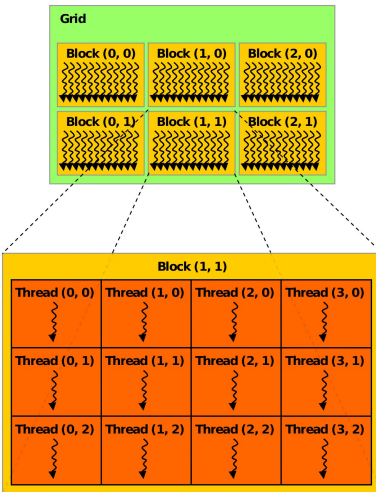 Grid
Block (0, 0) Block (1, 0) Block (2, 0)
Block (0, 1) Block (1, 1) Block (2, 1)
Block (1, 1)
Thread (0, 0) Thread (1, 0) Thread (2, 0) Thread (3, 0)
Thread (0, 1) Thread (1, 1) Thread (2, 1) Thread (3, 1)
Thread (0, 2) Thread (1, 2) Thread (2, 2) Thread (3, 2)